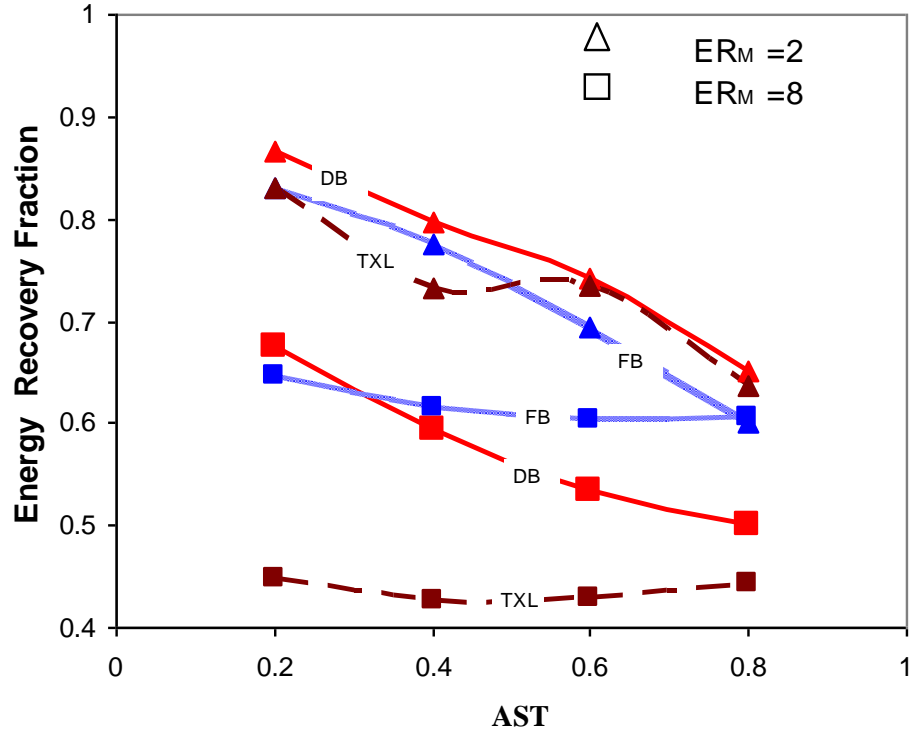 1
ERM =2
ERM =8
0.9
DB
0.8
TXL
0.7
FB
0.6
FB
DB
0.5
TXL
0.4
0
0.2
0.4
0.6
0.8
1
Energy Recovery Fraction
AST